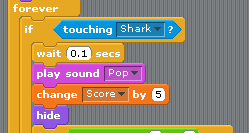 forever
if touching Shark ?
wait 0.1 secs
play sound Pop
change Score by 5
hide